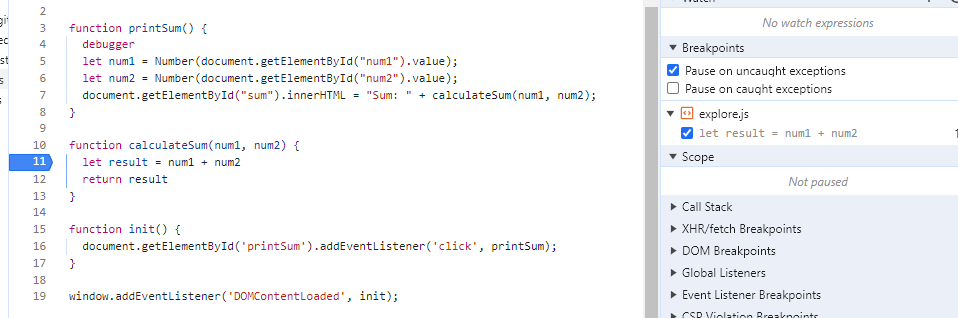 2
3 function printSum() {
4 debugger
5 let num1 = Number(document.getElementById("num1").value);
6 let num2 = Number(document.getElementById("num2").value);
7 document.getElementById("sum").innerHTML = "Sum: " + calculateSum(num1, num2);
8 }
9
10 function calculateSum(num1, num2) {
11 let result = num1 + num2
12 return result
13 }
14
15 function init() {
16 document.getElementById('printSum').addEventListener('click', printSum);
17 }
18
19 window.addEventListener('DOMContentLoaded', init);
No watch expressions
Breakpoints
Pause on uncaught exceptions
Pause on caught exceptions
explore.js
let result = num1 + num2
Scope
Not paused
Call Stack
XHR/fetch Breakpoints
DOM Breakpoints
Global Listeners
Event Listener Breakpoints
CSP Violation Breakpoints